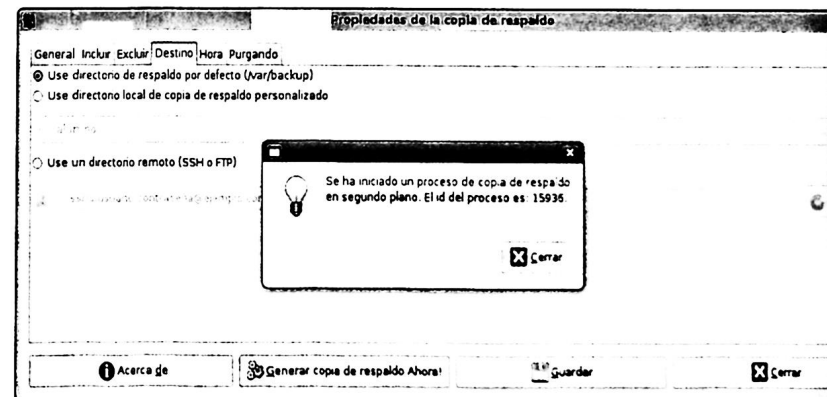 Propiedades de la copia de respaldo
General Incluir Excluir Destino Hora Purgando
Use directorio de respaldo por defecto (/var/backup)
Use directorio local de copia de respaldo personalizado
Use un directorio remoto (SSH o FTP)
Se ha iniciado un proceso de copia de respaldo
en segundo plano. El id del proceso es: 15936.
Cerrar
Acerca de
Generar copia de respaldo Ahora!
Guardar
Cerrar